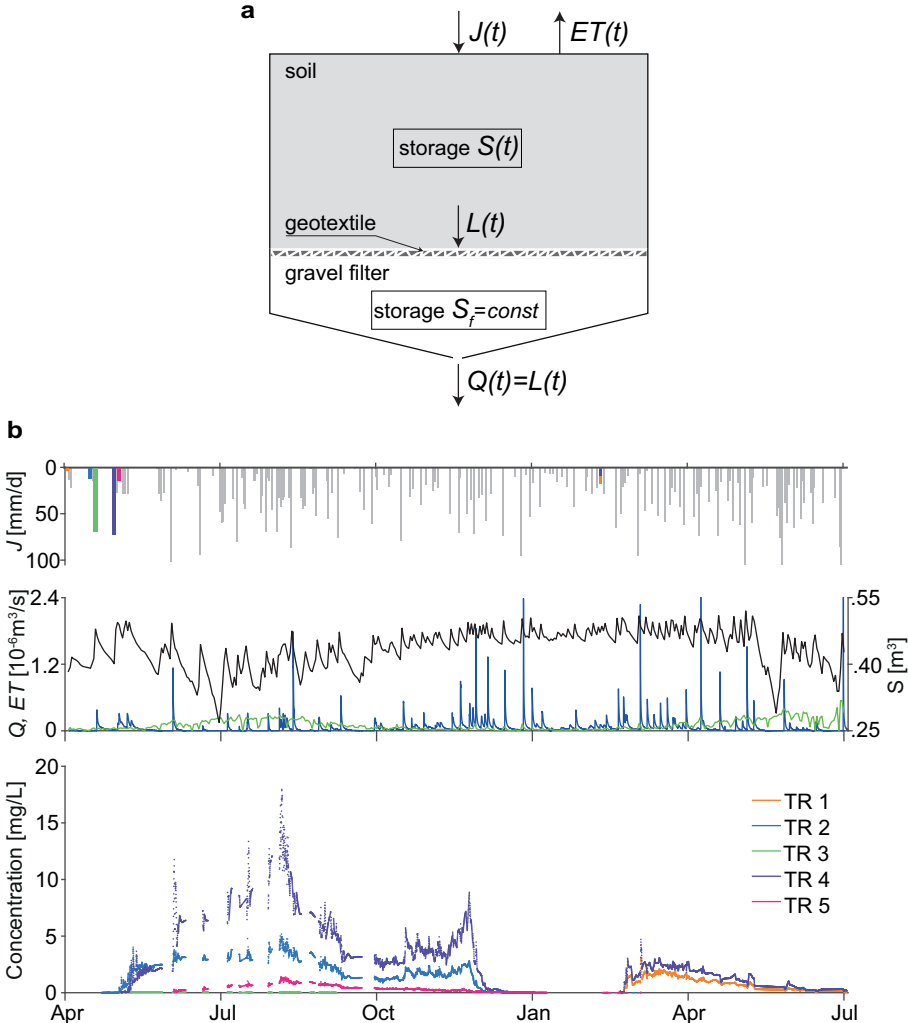 a
J(t) ET(t)
soil
storage S(t)
L(t)
geotextile
gravel filter
storage S_f=const
Q(t)=L(t)
b
J [mm/d]
0
50
100
Q, ET [10⁻⁶m³/s]
2.4
1.2
0
.55
.40
.25
S [m³]
Concentration [mg/L]
20
15
10
5
0
TR 1
TR 2
TR 3
TR 4
TR 5
Apr Jul Oct Jan Apr Jul